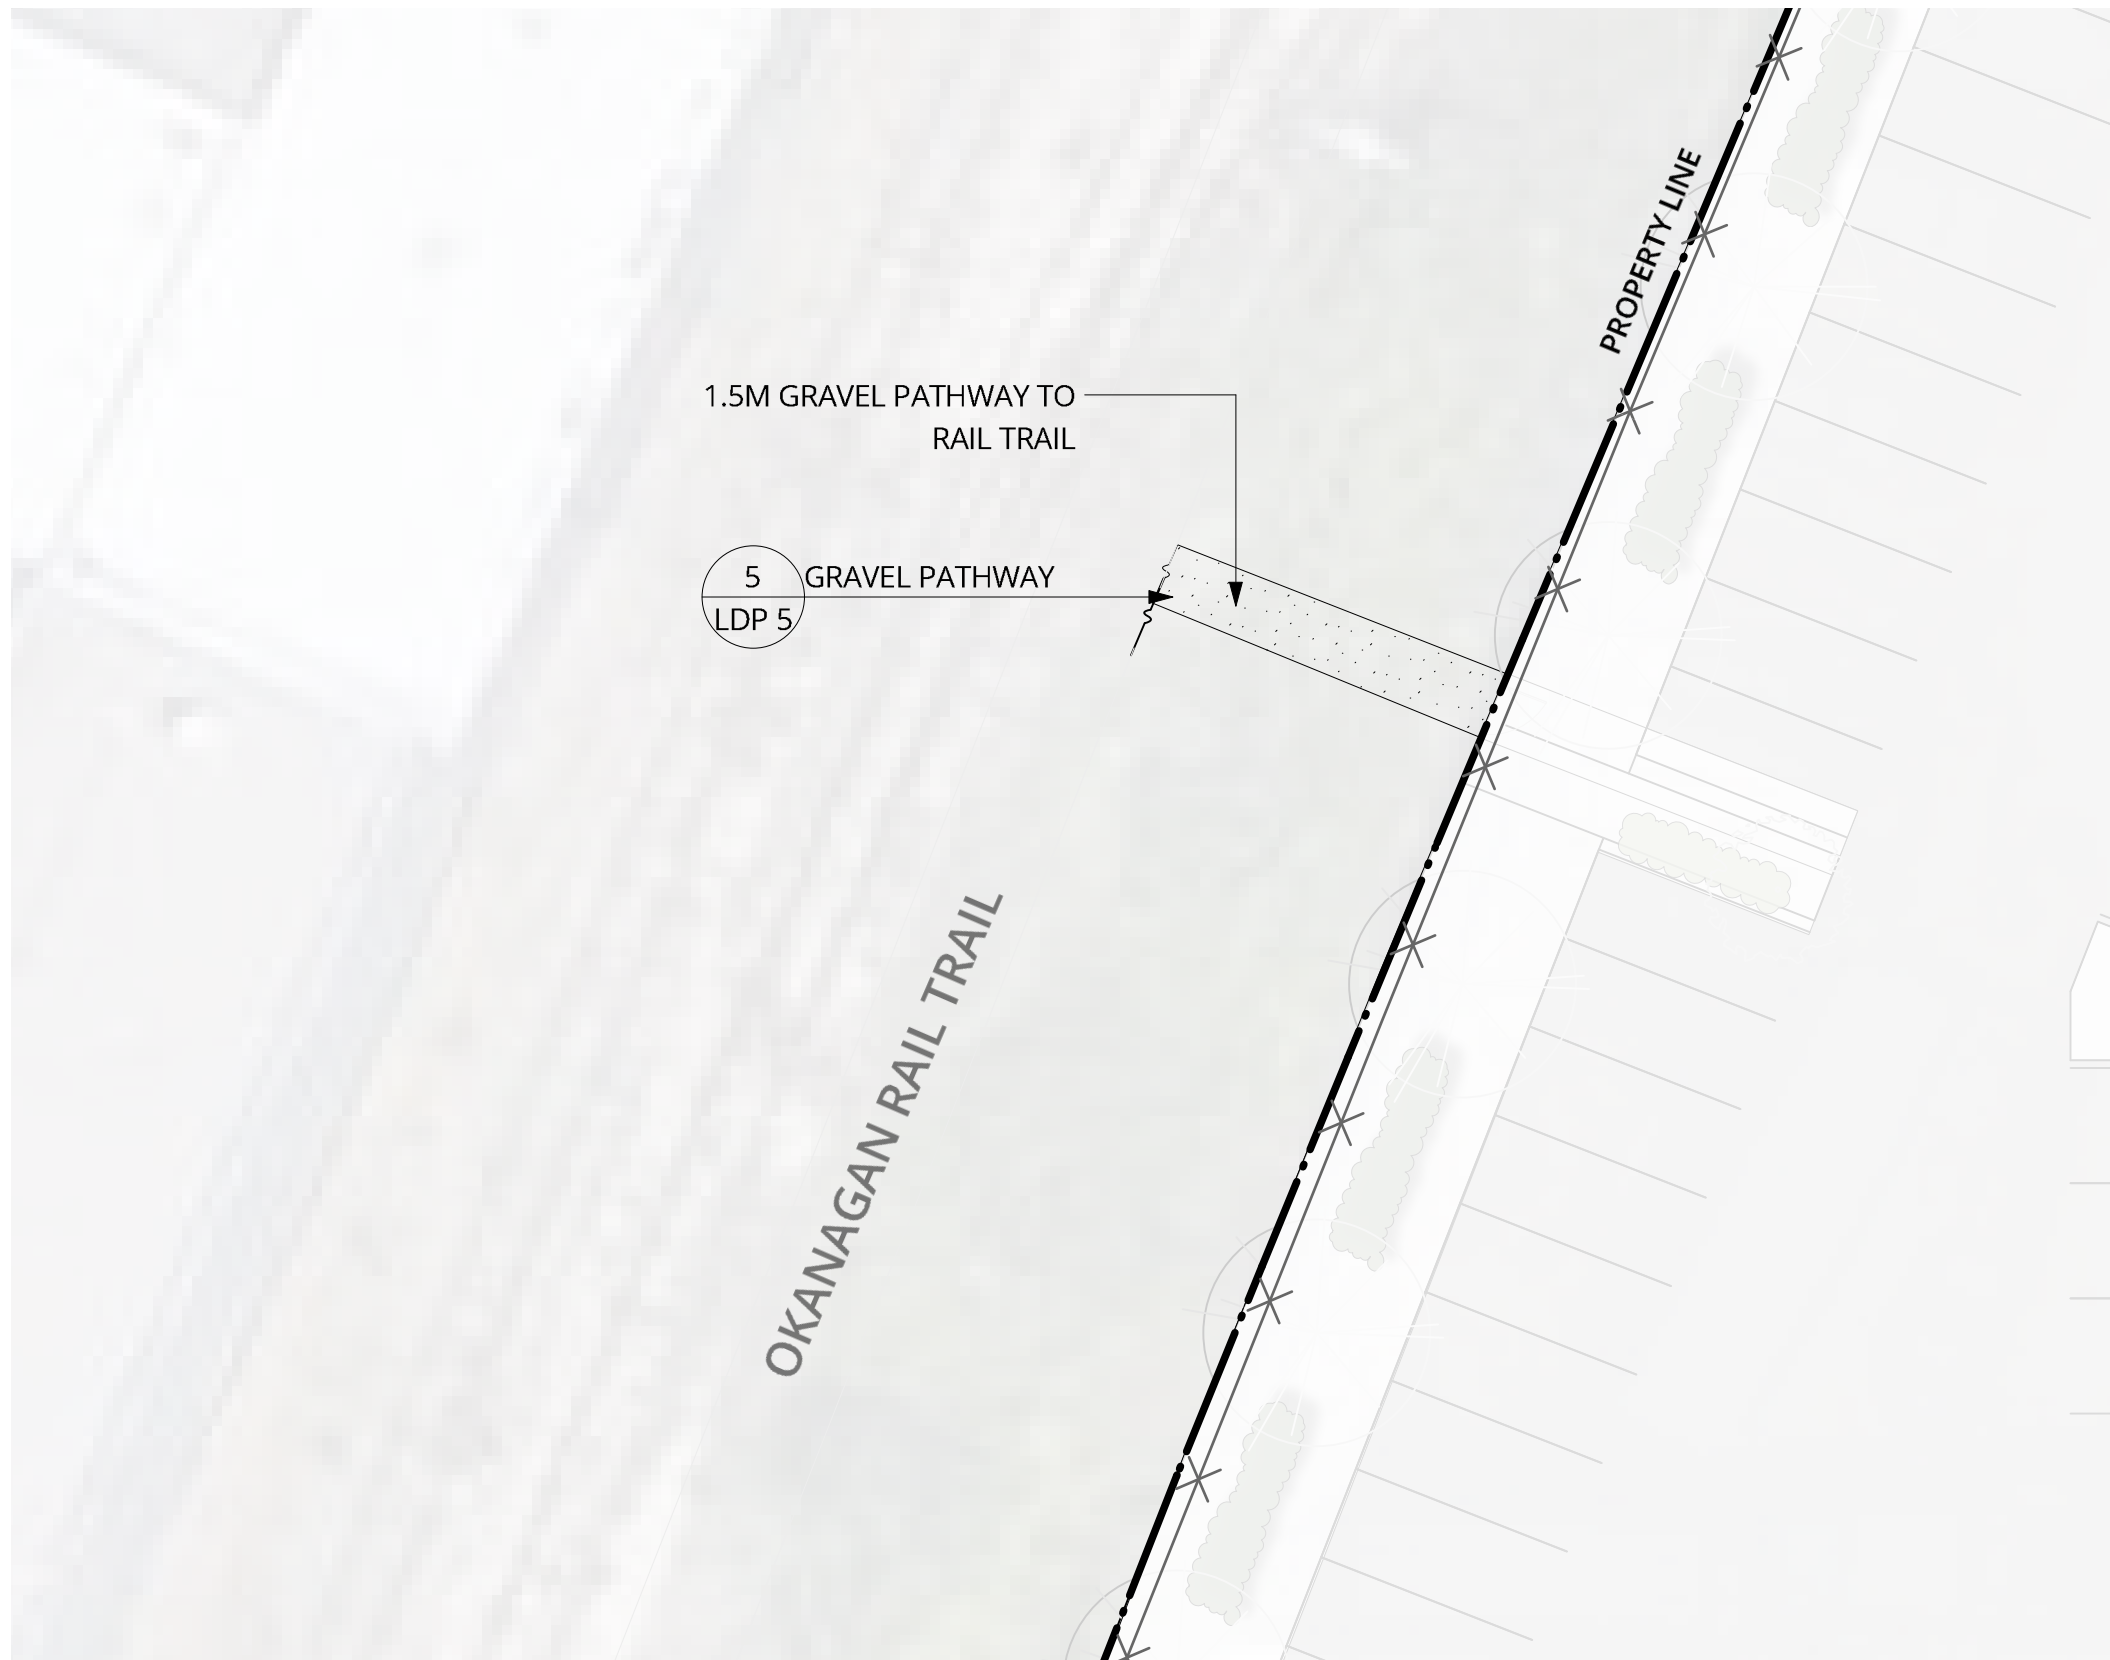 PROPERTY LINE
1.5M GRAVEL PATHWAY TO
RAIL TRAIL
5
LDP 5
GRAVEL PATHWAY
OKANAGAN RAIL TRAIL